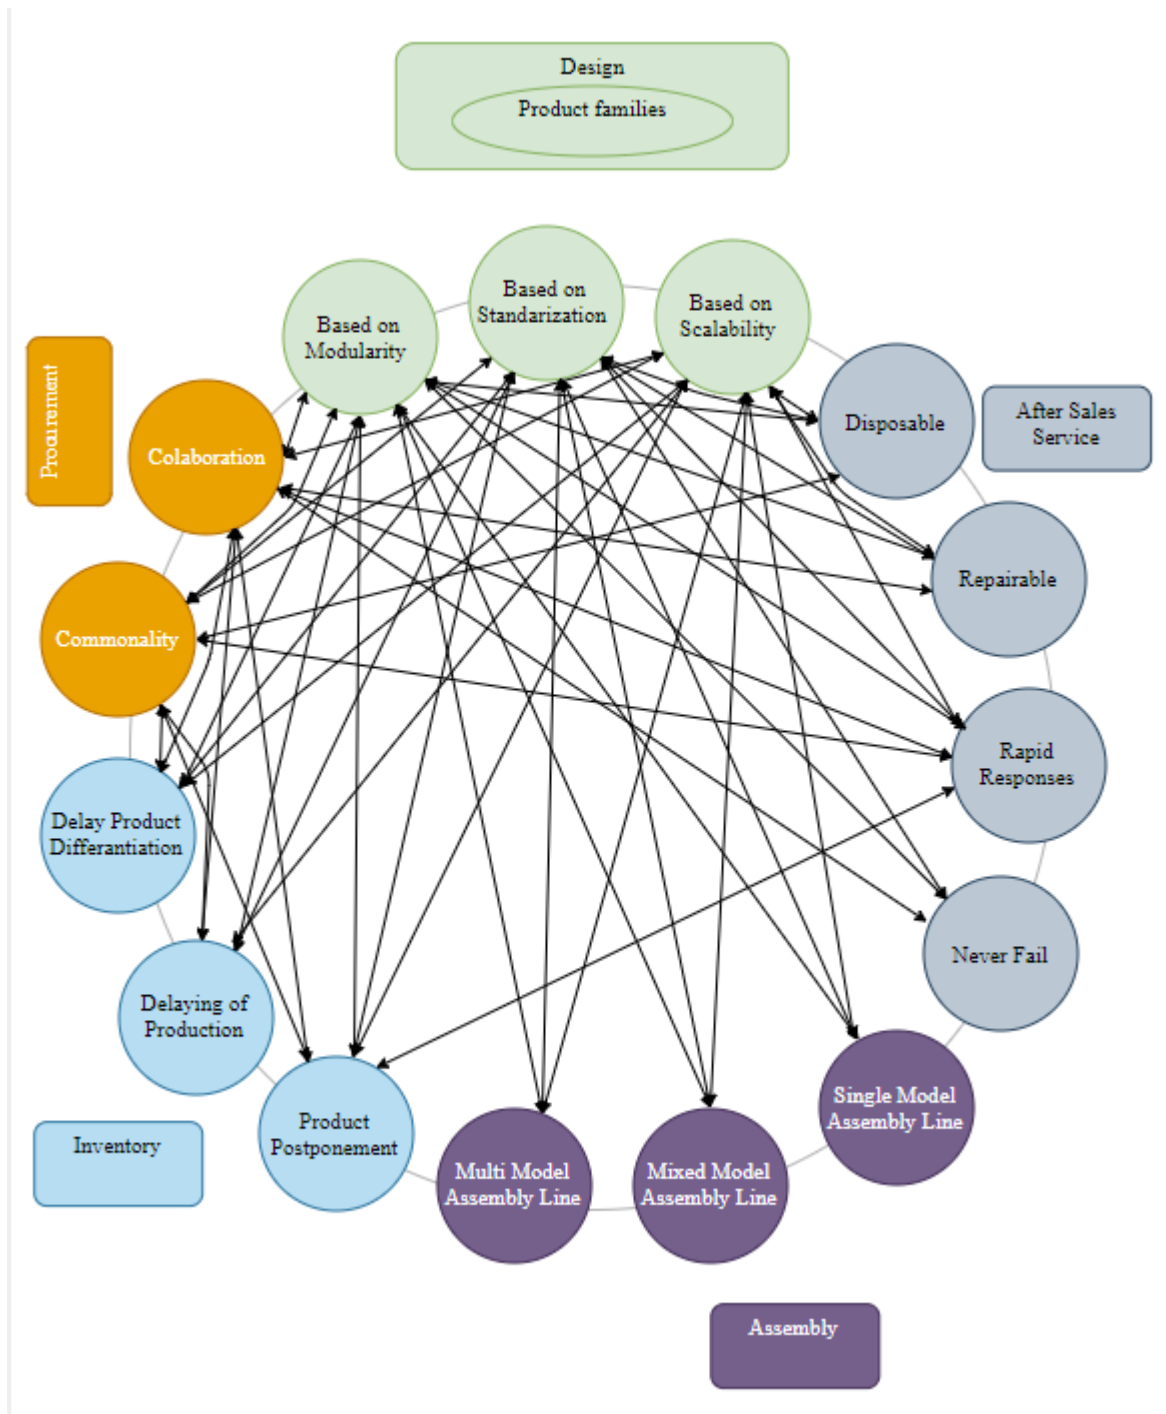 Design
Product families
Based on
Standarization
Based on
Scalability
Based on
Modularity
Procurement
Colaboration
Disposable
After Sales
Service
Commonality
Repairable
Rapid
Responses
Delay Product
Differantiation
Never Fail
Delaying of
Production
Single Model
Assembly Line
Product
Postponement
Inventory
Multi Model
Assembly Line
Mixed Model
Assembly Line
Assembly